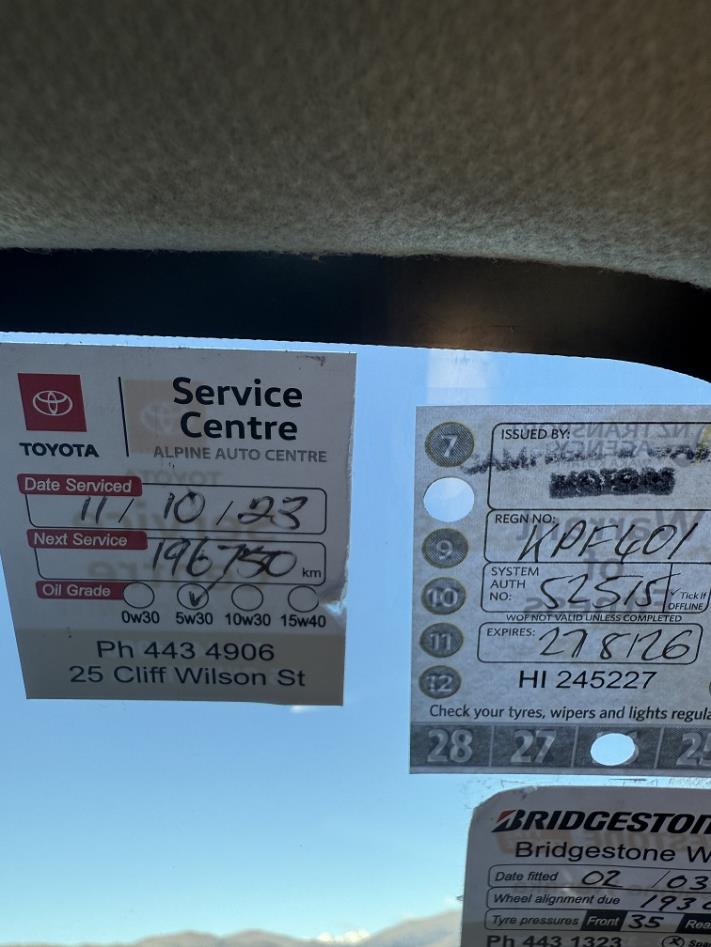 Service
Centre
TOYOTA
ALPINE AUTO CENTRE
Date Serviced
11/10/23
Next Service
196750 km
Oil Grade
0w30 5w30 10w30 15w40
Ph 443 4906
25 Cliff Wilson St
7
ISSUED BY:
MOTORS
9
REGN NO:
KPF401
10
SYSTEM
AUTH
NO:
52515
Tick if
OFFLINE
WOF NOT VALID UNLESS COMPLETED
11
EXPIRES:
27/8/26
12
HI 245227
Check your tyres, wipers and lights
28 27
BRIDGESTON
Bridgestone W
Date fitted 02/03
Wheel alignment due 193
Tyre pressures Front 35
Ph 443 1323